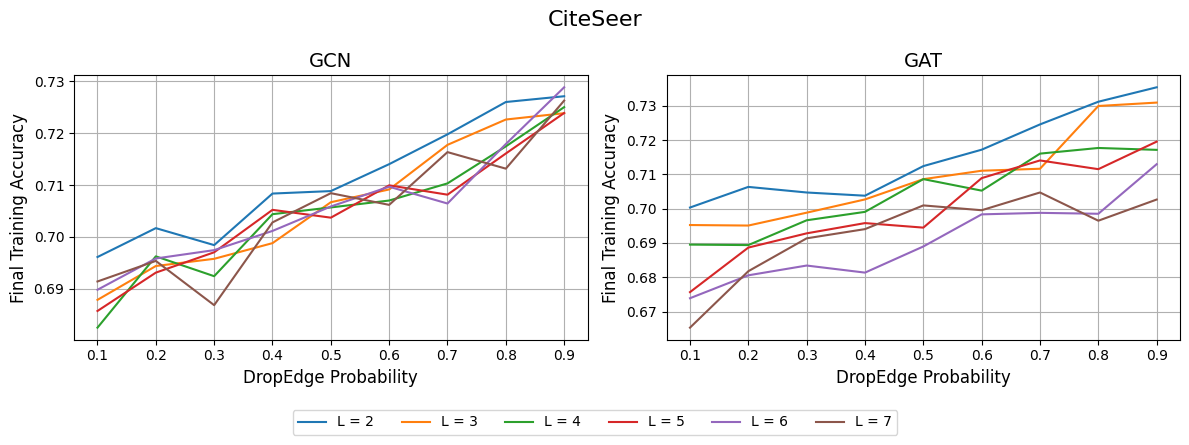 CiteSeer
GCN
Final Training Accuracy
0.73
0.72
0.71
0.70
0.69
0.1 0.2 0.3 0.4 0.5 0.6 0.7 0.8 0.9
DropEdge Probability
GAT
Final Training Accuracy
0.73
0.72
0.71
0.70
0.69
0.68
0.67
0.1 0.2 0.3 0.4 0.5 0.6 0.7 0.8 0.9
DropEdge Probability
L = 2 L = 3 L = 4 L = 5 L = 6 L = 7